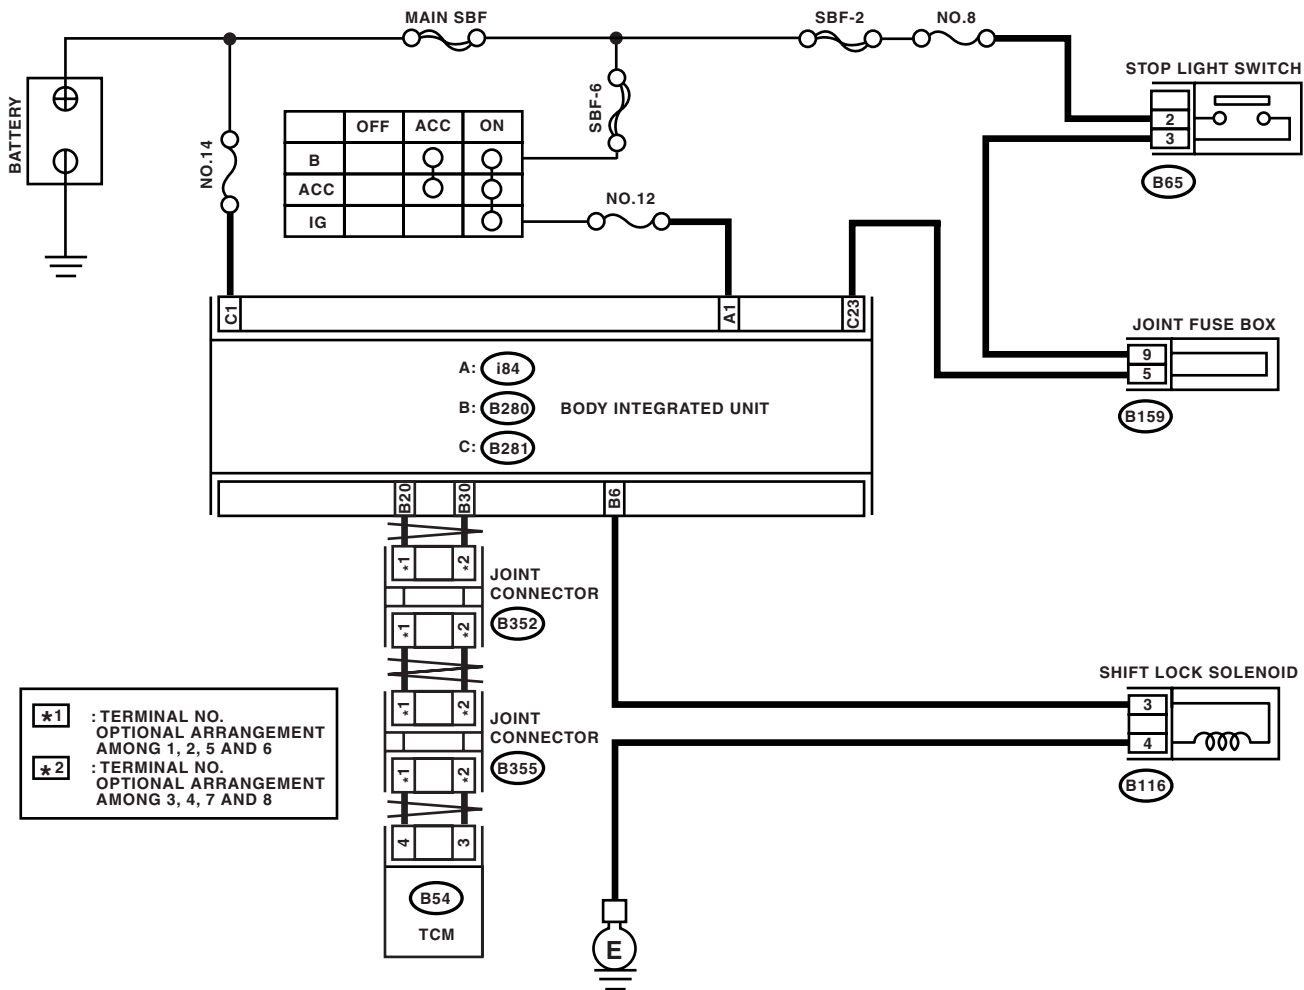 MAIN SBF
SBF-2
NO.8
STOP LIGHT SWITCH
BATTERY
SBF-6
NO.14
OFF ACC ON
B
ACC
IG
NO.12
2
3
B65
C1
A1
C23
JOINT FUSE BOX
9
5
B159
A: i84
B: B280 BODY INTEGRATED UNIT
C: B281
B20
B30
B6
*1
*2
JOINT
CONNECTOR
B352
*1
*2
SHIFT LOCK SOLENOID
3
4
B116
*1
*2
JOINT
CONNECTOR
B355
*1
*2
*1 : TERMINAL NO.
OPTIONAL ARRANGEMENT
AMONG 1, 2, 5 AND 6
*2 : TERMINAL NO.
OPTIONAL ARRANGEMENT
AMONG 3, 4, 7 AND 8
4
3
B54
TCM
E